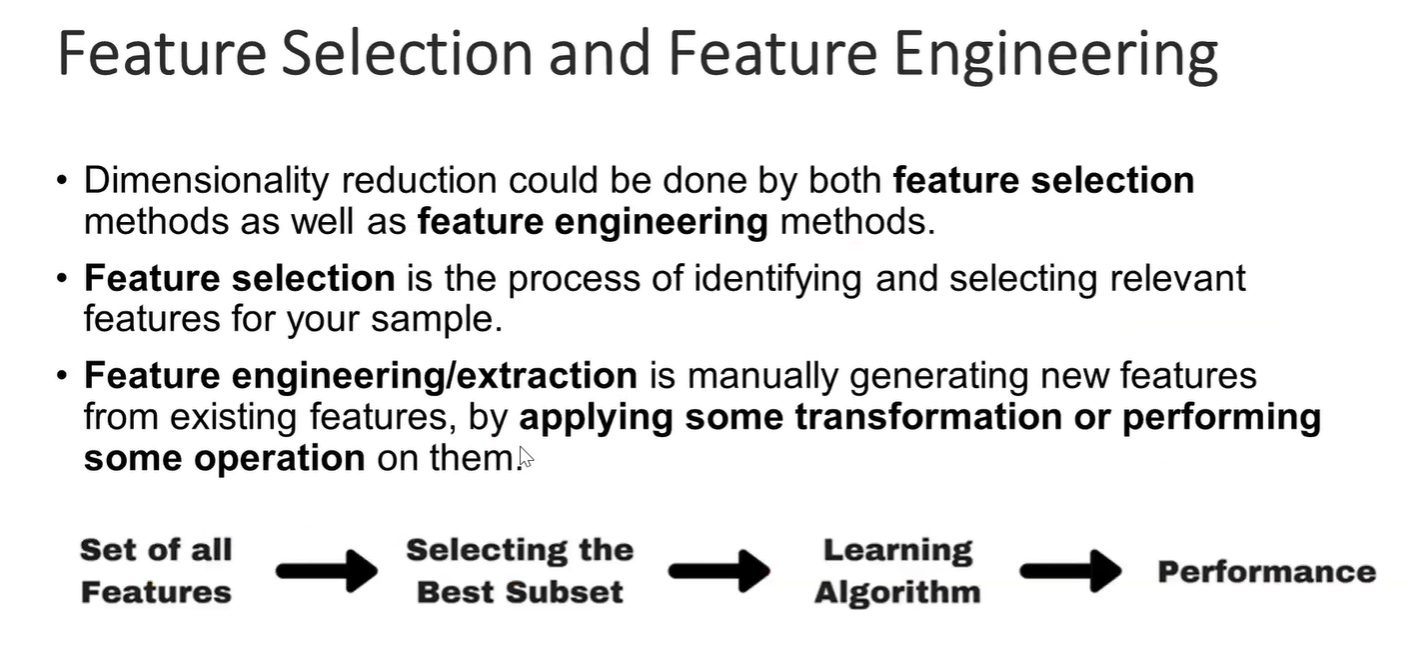 Feature Selection and Feature Engineering
• Dimensionality reduction could be done by both feature selection
methods as well as feature engineering methods.
• Feature selection is the process of identifying and selecting relevant
features for your sample.
• Feature engineering/extraction is manually generating new features
from existing features, by applying some transformation or performing
some operation on them.
Set of all
Features
Selecting the
Best Subset
Learning
Algorithm
Performance